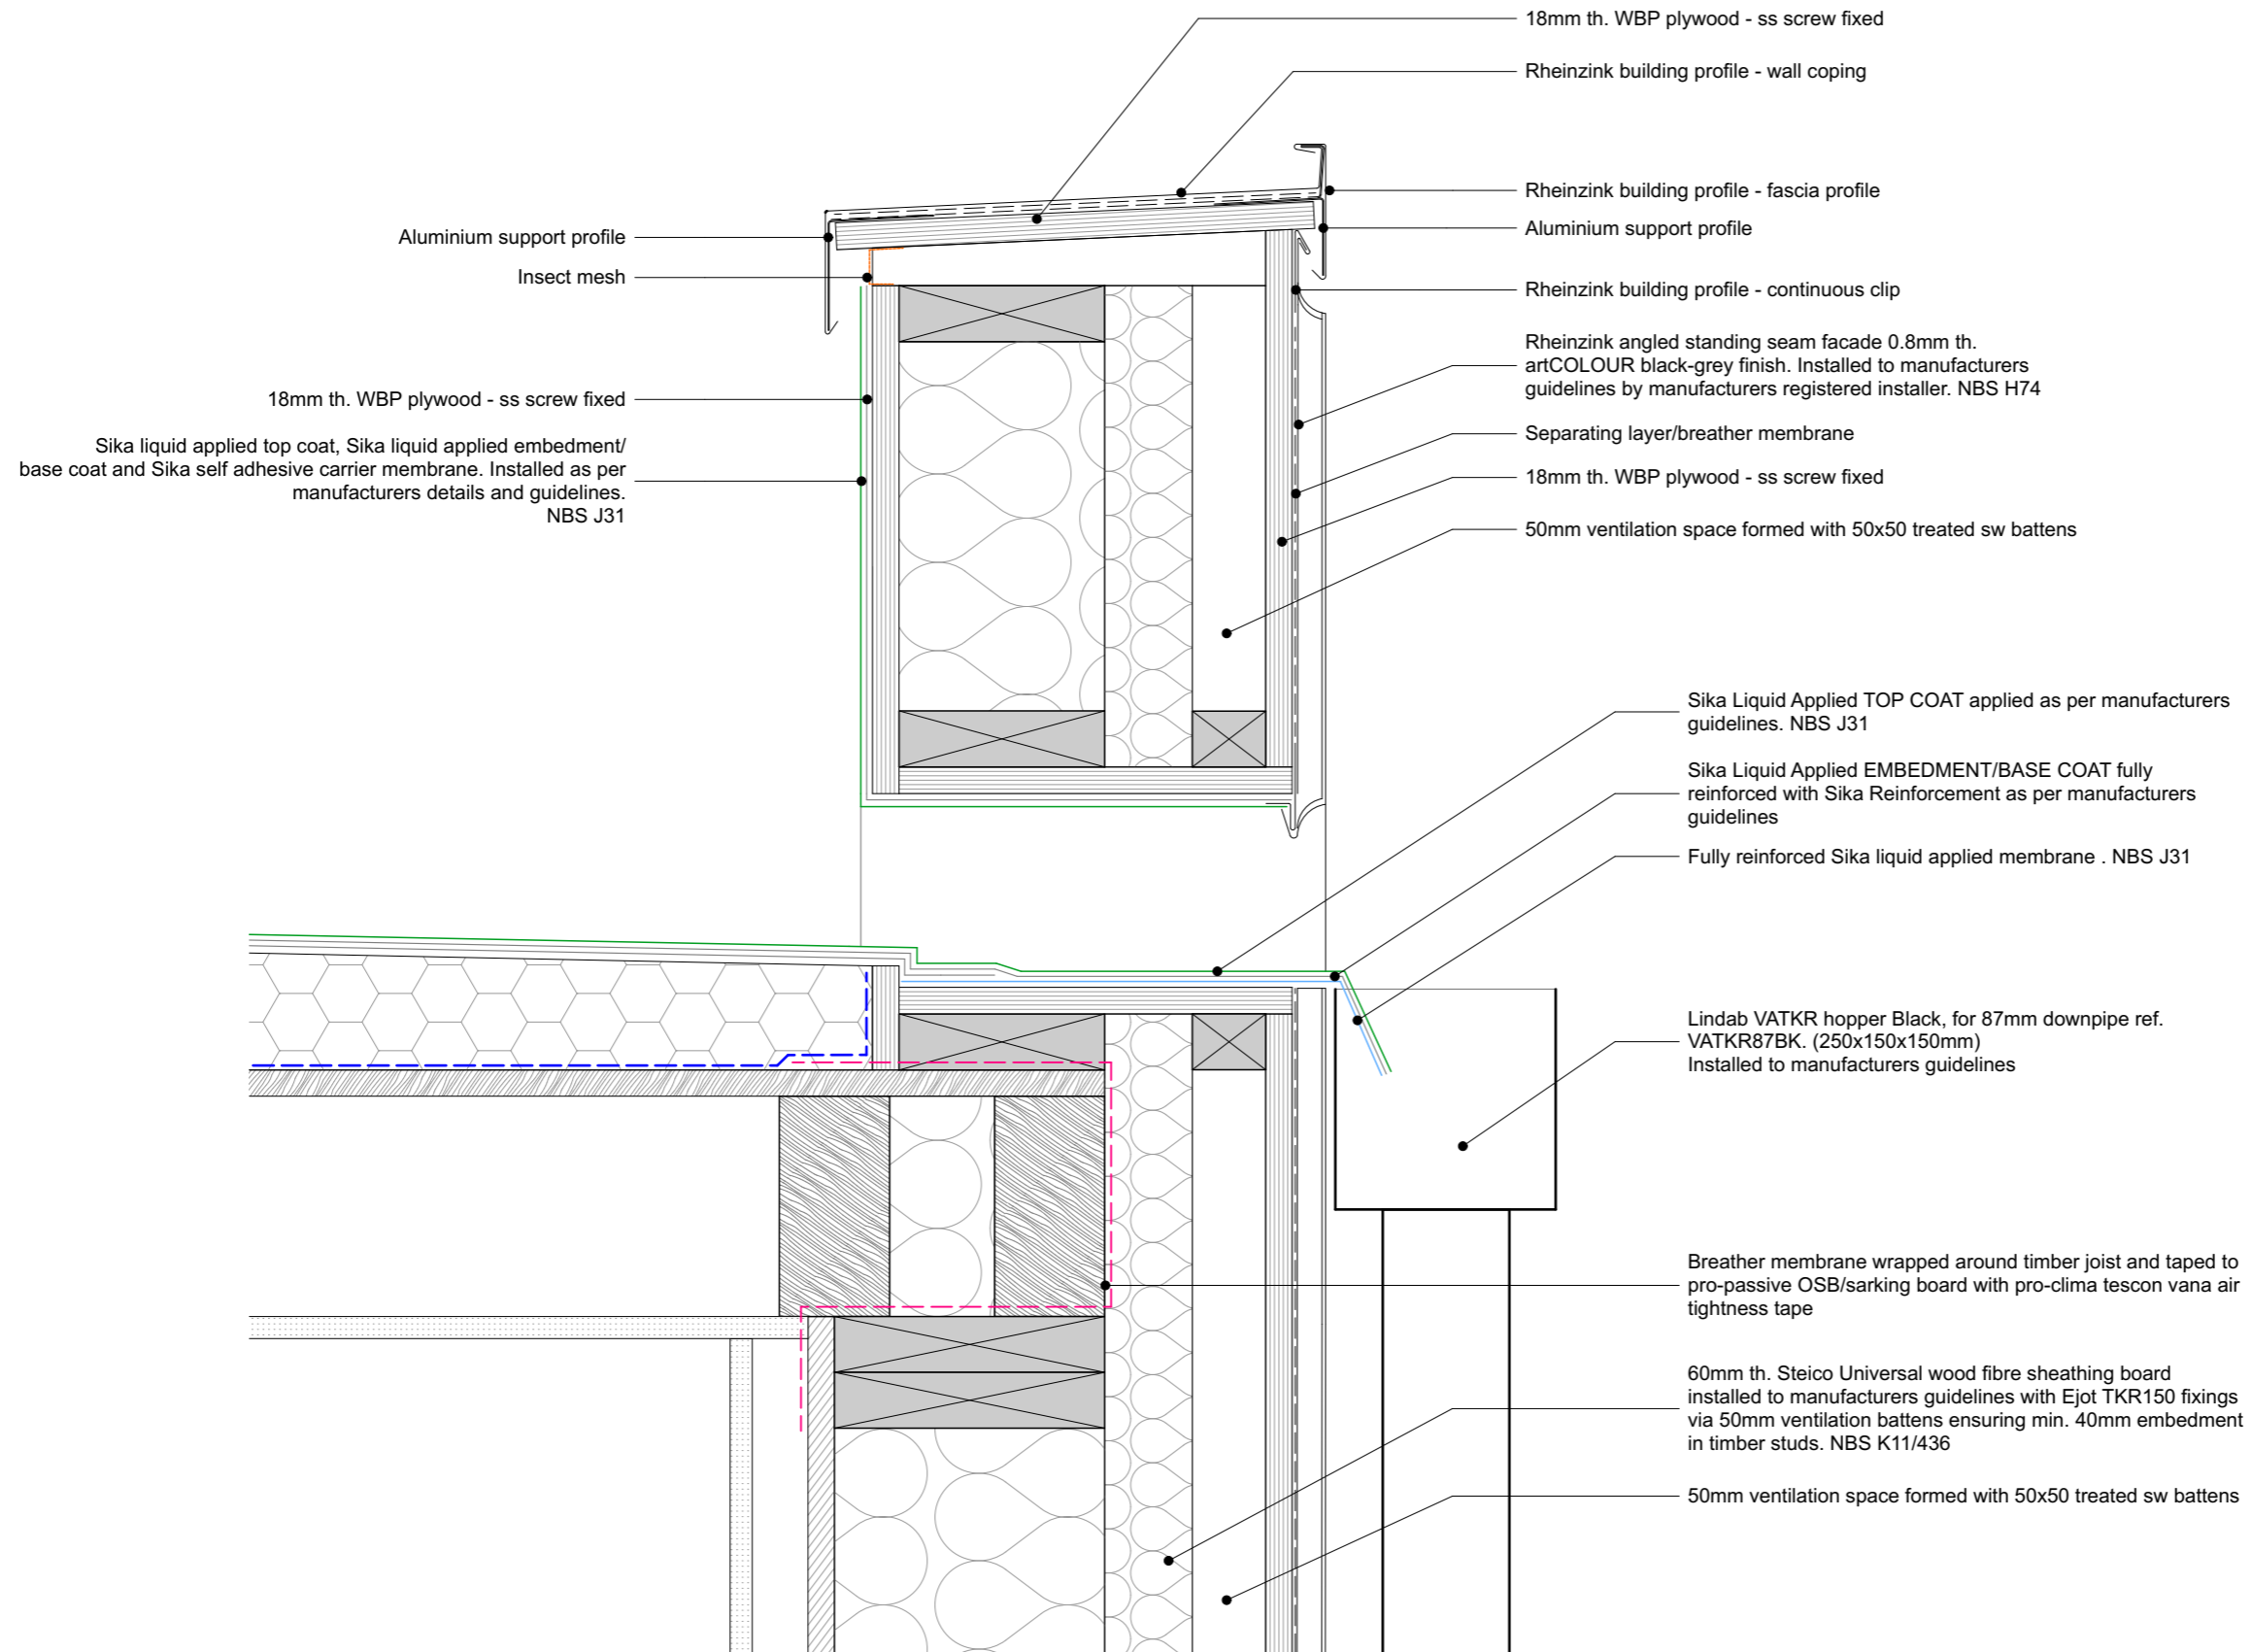 18mm th. WBP plywood - ss screw fixed
Rheinzink building profile - wall coping
Rheinzink building profile - fascia profile
Aluminium support profile
Aluminium support profile
Insect mesh
Rheinzink building profile - continuous clip
Rheinzink angled standing seam facade 0.8mm th.
artCOLOUR black-grey finish. Installed to manufacturers
guidelines by manufacturers registered installer. NBS H74
18mm th. WBP plywood - ss screw fixed
Sika liquid applied top coat, Sika liquid applied embedment/
base coat and Sika self adhesive carrier membrane. Installed as per
manufacturers details and guidelines.
NBS J31
Separating layer/breather membrane
18mm th. WBP plywood - ss screw fixed
50mm ventilation space formed with 50x50 treated sw battens
Sika Liquid Applied TOP COAT applied as per manufacturers
guidelines. NBS J31
Sika Liquid Applied EMBEDMENT/BASE COAT fully
reinforced with Sika Reinforcement as per manufacturers
guidelines
Fully reinforced Sika liquid applied membrane . NBS J31
Lindab VATKR hopper Black, for 87mm downpipe ref.
VATKR87BK. (250x150x150mm)
Installed to manufacturers guidelines
Breather membrane wrapped around timber joist and taped to
pro-passive OSB/sarking board with pro-clima tescon vana air
tightness tape
60mm th. Steico Universal wood fibre sheathing board
installed to manufacturers guidelines with Ejot TKR150 fixings
via 50mm ventilation battens ensuring min. 40mm embedment
in timber studs. NBS K11/436
50mm ventilation space formed with 50x50 treated sw battens